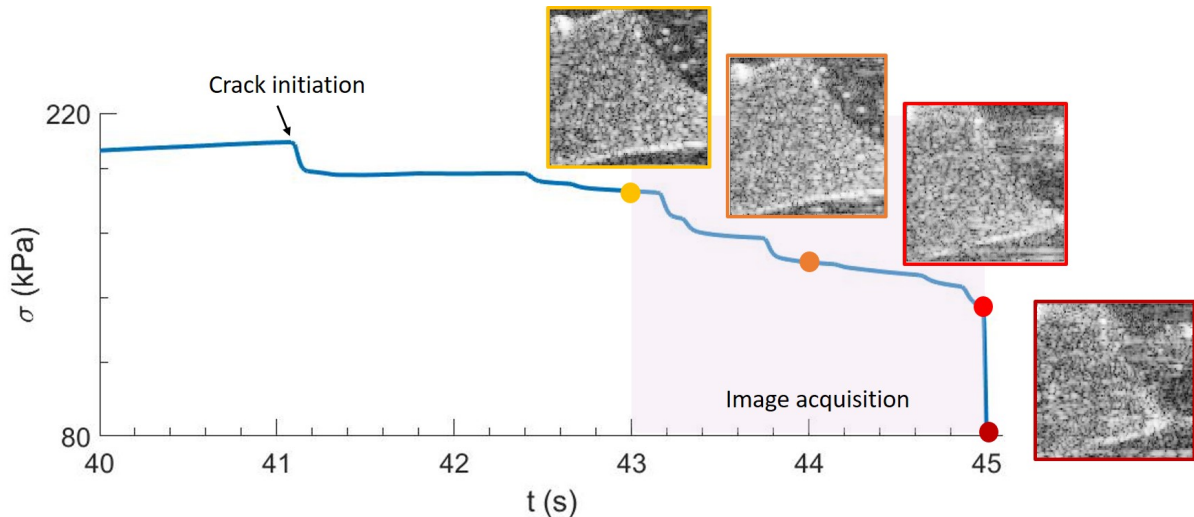 Crack initiation
220
σ (kPa)
Image acquisition
80
40 41 42 43 44 45
t (s)